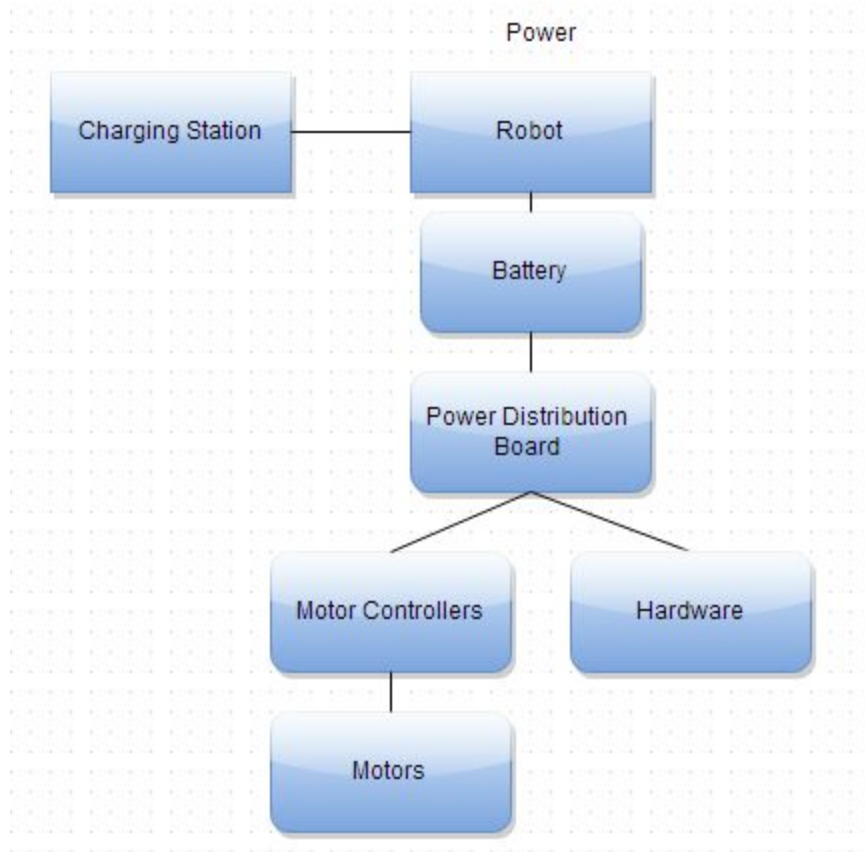 Power
Charging Station
Robot
Battery
Power Distribution
Board
Motor Controllers
Hardware
Motors